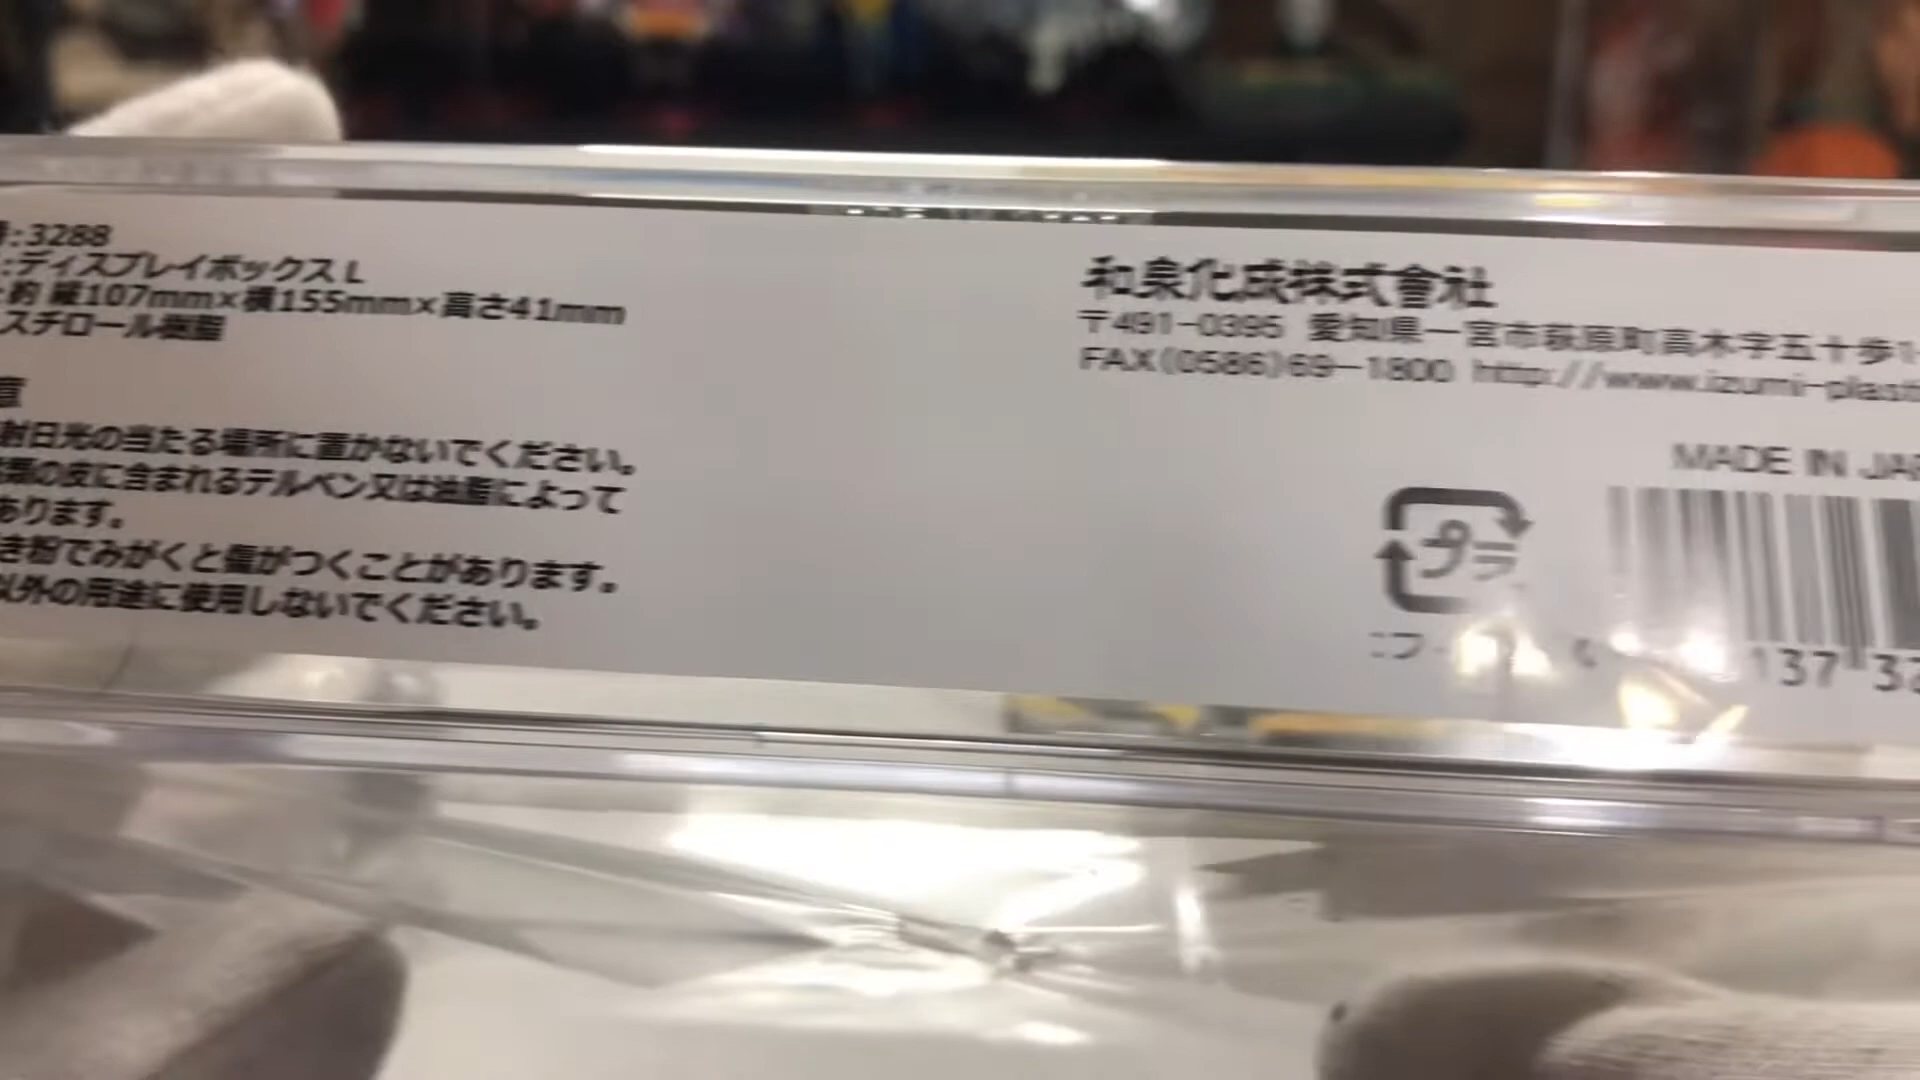 :3288
:ディスプレイボックスL
:約 縦107mm×横155mm×高さ41mm
スチロール樹脂
意
射日光の当たる場所に置かないでください。
類の皮に含まれるテルペン又は油脂によって
あります。
き粉でみがくと傷がつくことがあります。
以外の用途に使用しないでください。
和泉化成株式會社
〒491-0395 愛知県一宮市萩原町高木字五十歩1-
FAX(0586)69-1800 http://www.izumi-plast
MADE IN JA
プラ
137 32